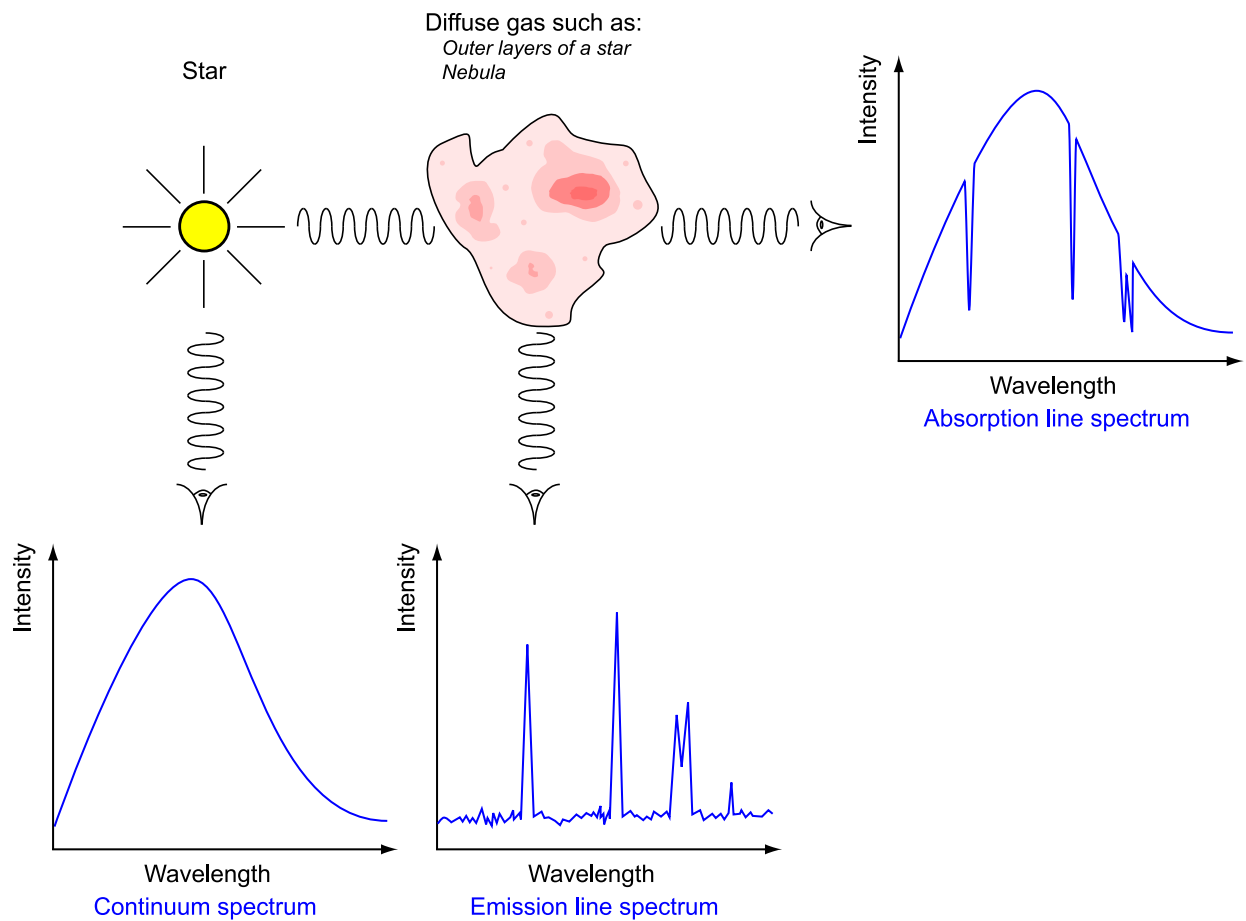 Diffuse gas such as:
Outer layers of a star
Nebula
Star
Intensity
Wavelength
Absorption line spectrum
Intensity
Wavelength
Continuum spectrum
Intensity
Wavelength
Emission line spectrum